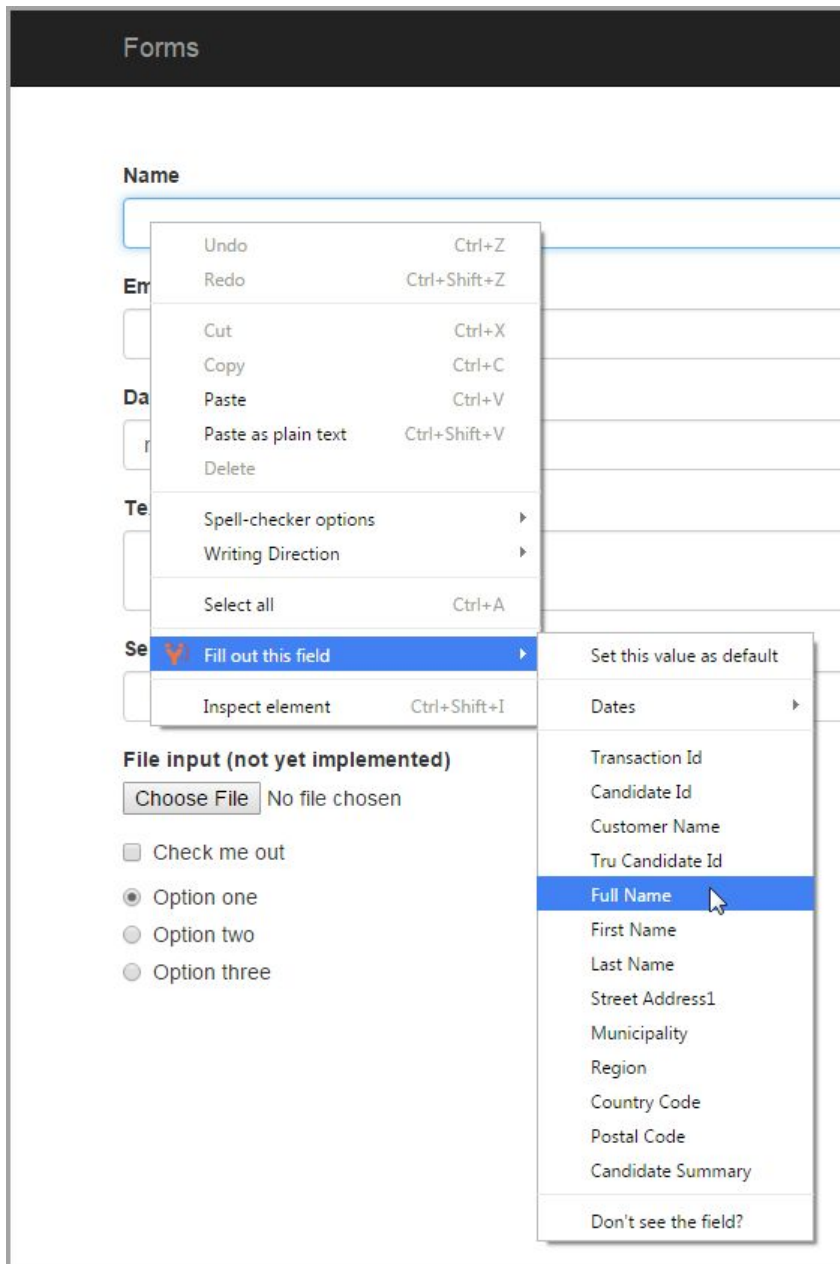 Forms
Name
Undo Ctrl+Z
Redo Ctrl+Shift+Z
Em
Cut Ctrl+X
Copy Ctrl+C
Da
Paste Ctrl+V
Paste as plain text Ctrl+Shift+V
Delete
Te
Spell-checker options
Writing Direction
Select all Ctrl+A
Se
Fill out this field
Inspect element Ctrl+Shift+I
Set this value as default
Dates
Transaction Id
Candidate Id
Customer Name
Tru Candidate Id
Full Name
First Name
Last Name
Street Address1
Municipality
Region
Country Code
Postal Code
Candidate Summary
Don't see the field?
File input (not yet implemented)
Choose File No file chosen
Check me out
Option one
Option two
Option three